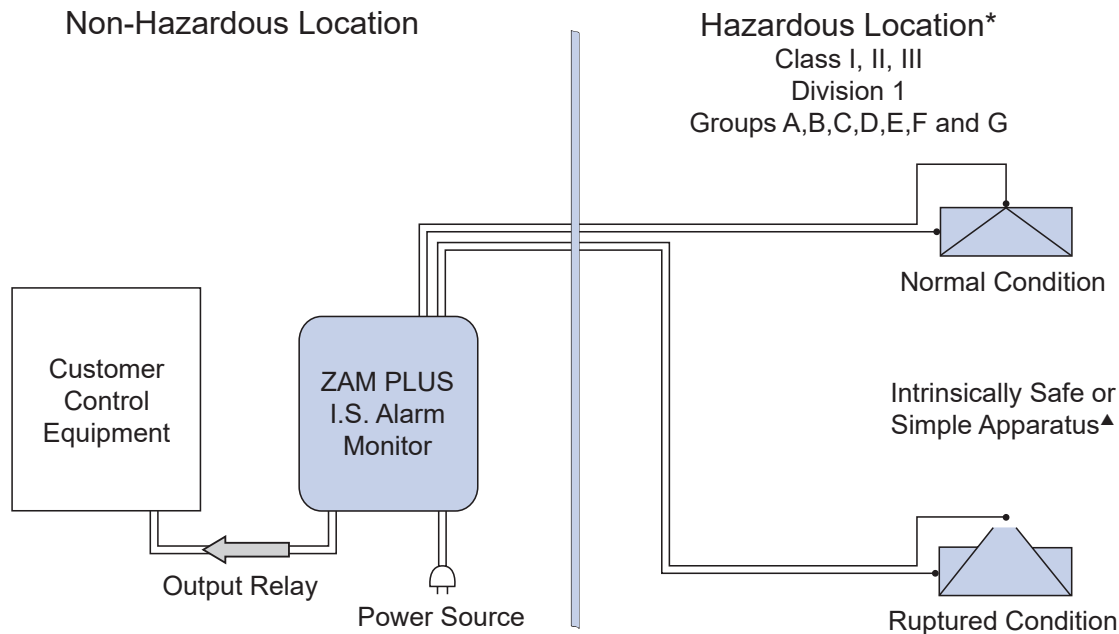 Non-Hazardous Location
Hazardous Location*
Class I, II, III
Division 1
Groups A,B,C,D,E,F and G
Normal Condition
Customer
Control
Equipment
ZAM PLUS
I.S. Alarm
Monitor
Intrinsically Safe or
Simple Apparatus▲
Output Relay
Power Source
Ruptured Condition